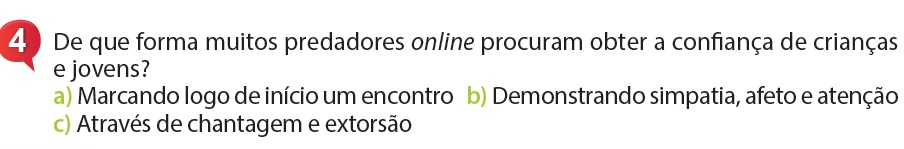 4 De que forma muitos predadores online procuram obter a confiança de crianças
e jovens?
a) Marcando logo de início um encontro b) Demonstrando simpatia, afeto e atenção
c) Através de chantagem e extorsão